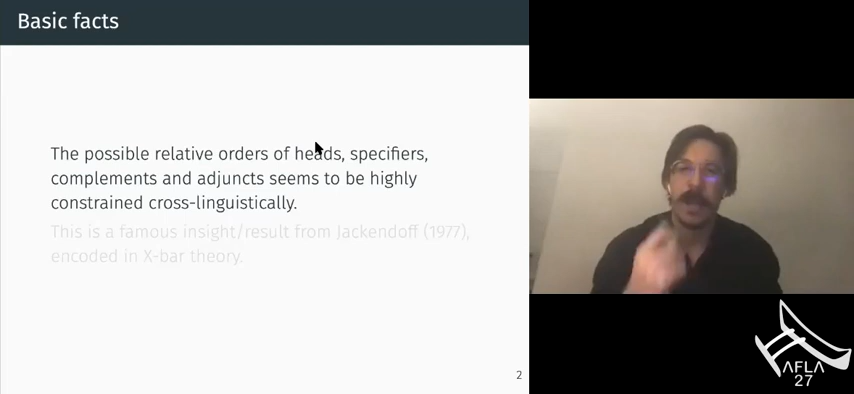 Basic facts
The possible relative orders of heads, specifiers,
complements and adjuncts seems to be highly
constrained cross-linguistically.
This is a famous insight/result from Jackendoff (1977),
encoded in X-bar theory.
2
AFLA
27